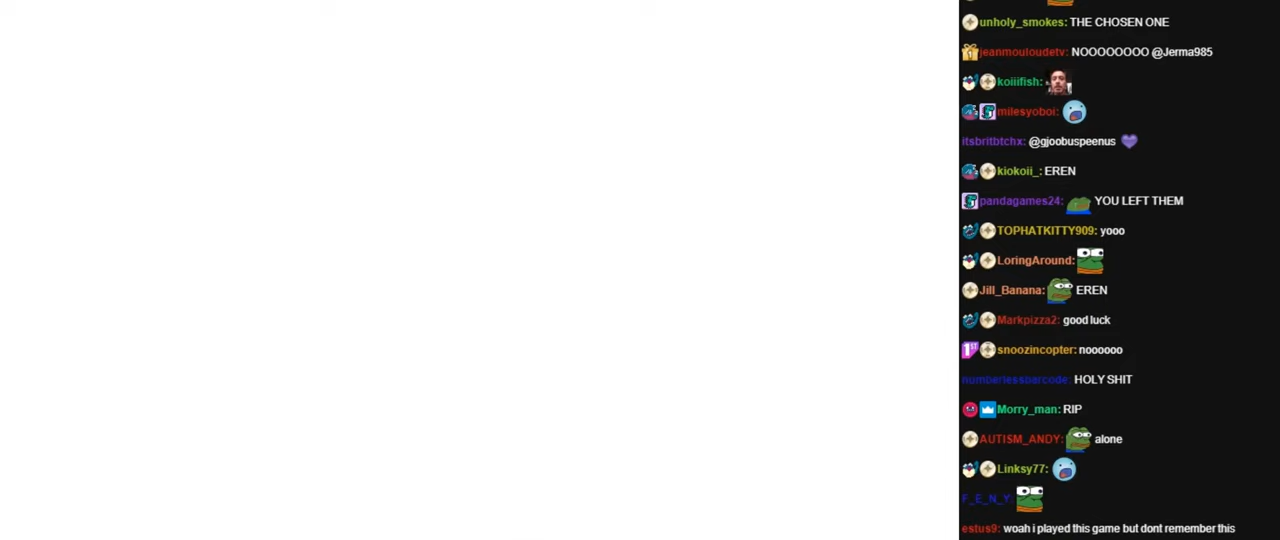 unholy_smokes: THE CHOSEN ONE
jeanmouloudetv: NOOOOOOOO @Jerma985
koiiifish:
milesyoboi:
itsbritbtchx: @gjoobuspeenus
kiokoii_: EREN
pandagames24: YOU LEFT THEM
TOPHATKITTY909: yooo
LoringAround:
Jill_Banana: EREN
Markpizza2: good luck
1ST snoozincopter: noooooo
numberlessbarcode: HOLY SHIT
Morry_man: RIP
AUTISM_ANDY: alone
Linksy77:
F_E_N_Y:
estus9: woah i played this game but dont remember this